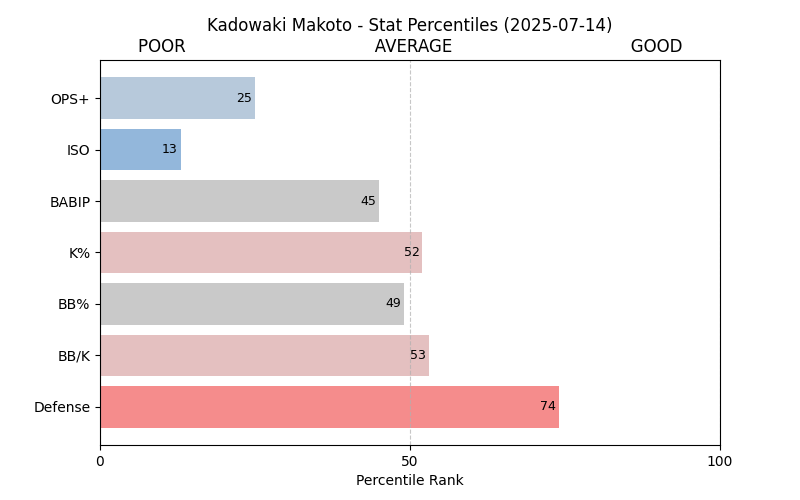 Kadowaki Makoto - Stat Percentiles (2025-07-14)
POOR AVERAGE GOOD
OPS+ 25
ISO 13
BABIP 45
K% 52
BB% 49
BB/K 53
Defense 74
0 50 100
Percentile Rank